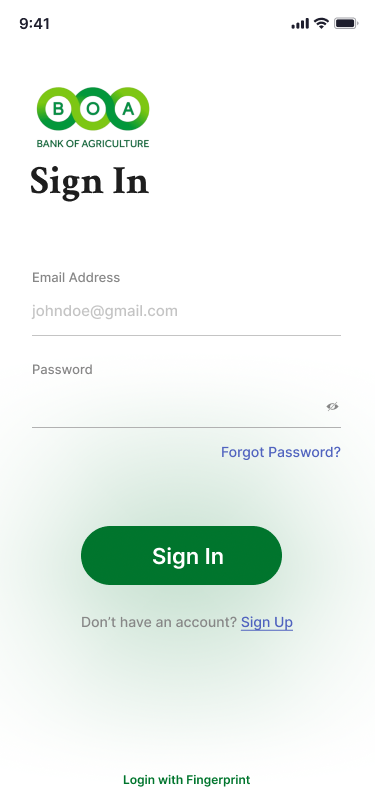 9:41
BOA
BANK OF AGRICULTURE
Sign In
Email Address
johndoe@gmail.com
Password
Forgot Password?
Sign In
Don't have an account? Sign Up
Login with Fingerprint